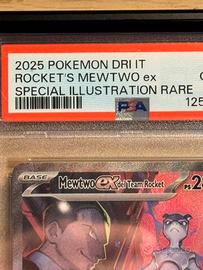 2025 POKEMON DRI IT
ROCKET'S MEWTWO ex
SPECIAL ILLUSTRATION RARE
PSA
125
BASE
Mewtwo ex del Team Rocket
PS 28